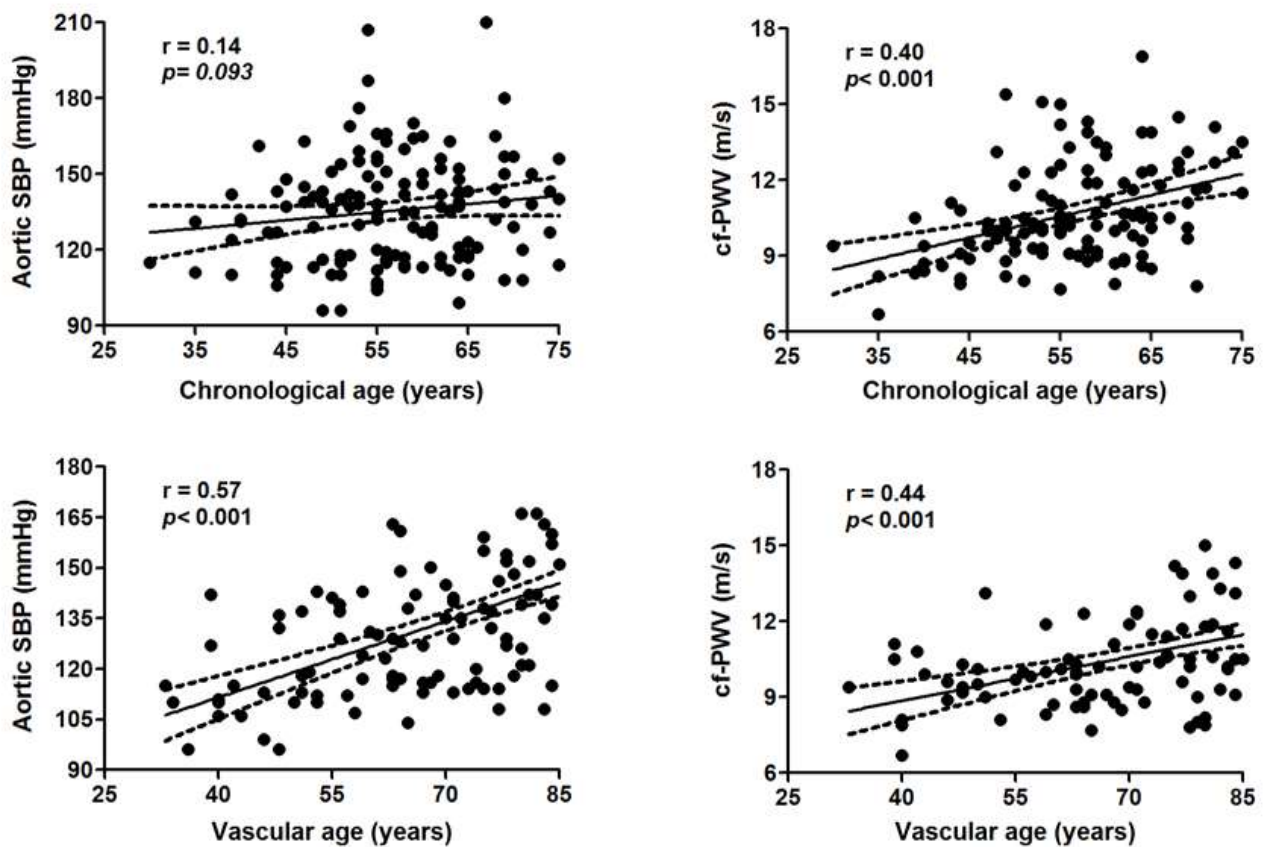 210
180
150
120
90
Aortic SBP (mmHg)
r = 0.14
p= 0.093
25 35 45 55 65 75
Chronological age (years)
18
15
12
9
6
cf-PWV (m/s)
r = 0.40
p< 0.001
25 35 45 55 65 75
Chronological age (years)
180
165
150
135
120
105
90
Aortic SBP (mmHg)
r = 0.57
p< 0.001
25 40 55 70 85
Vascular age (years)
18
15
12
9
6
cf-PWV (m/s)
r = 0.44
p< 0.001
25 40 55 70 85
Vascular age (years)